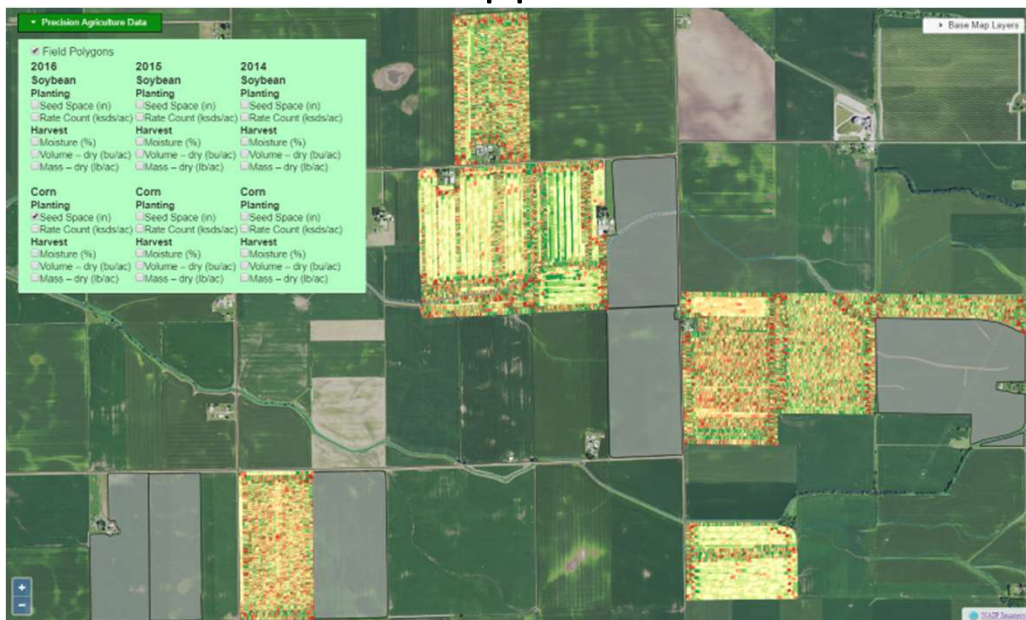 Precision Agriculture Data
Base Map Layers
Field Polygons
2016 2015 2014
Soybean Soybean Soybean
Planting Planting Planting
Seed Space (in) Seed Space (in) Seed Space (in)
Rate Count (ksds/ac) Rate Count (ksds/ac) Rate Count (ksds/ac)
Harvest Harvest Harvest
Moisture (%) Moisture (%) Moisture (%)
Volume – dry (bu/ac) Volume – dry (bu/ac) Volume – dry (bu/ac)
Mass – dry (lb/ac) Mass – dry (lb/ac) Mass – dry (lb/ac)
Corn Corn Corn
Planting Planting Planting
Seed Space (in) Seed Space (in) Seed Space (in)
Rate Count (ksds/ac) Rate Count (ksds/ac) Rate Count (ksds/ac)
Harvest Harvest Harvest
Moisture (%) Moisture (%) Moisture (%)
Volume – dry (bu/ac) Volume – dry (bu/ac) Volume – dry (bu/ac)
Mass – dry (lb/ac) Mass – dry (lb/ac) Mass – dry (lb/ac)
+
−
NAIP Imagery